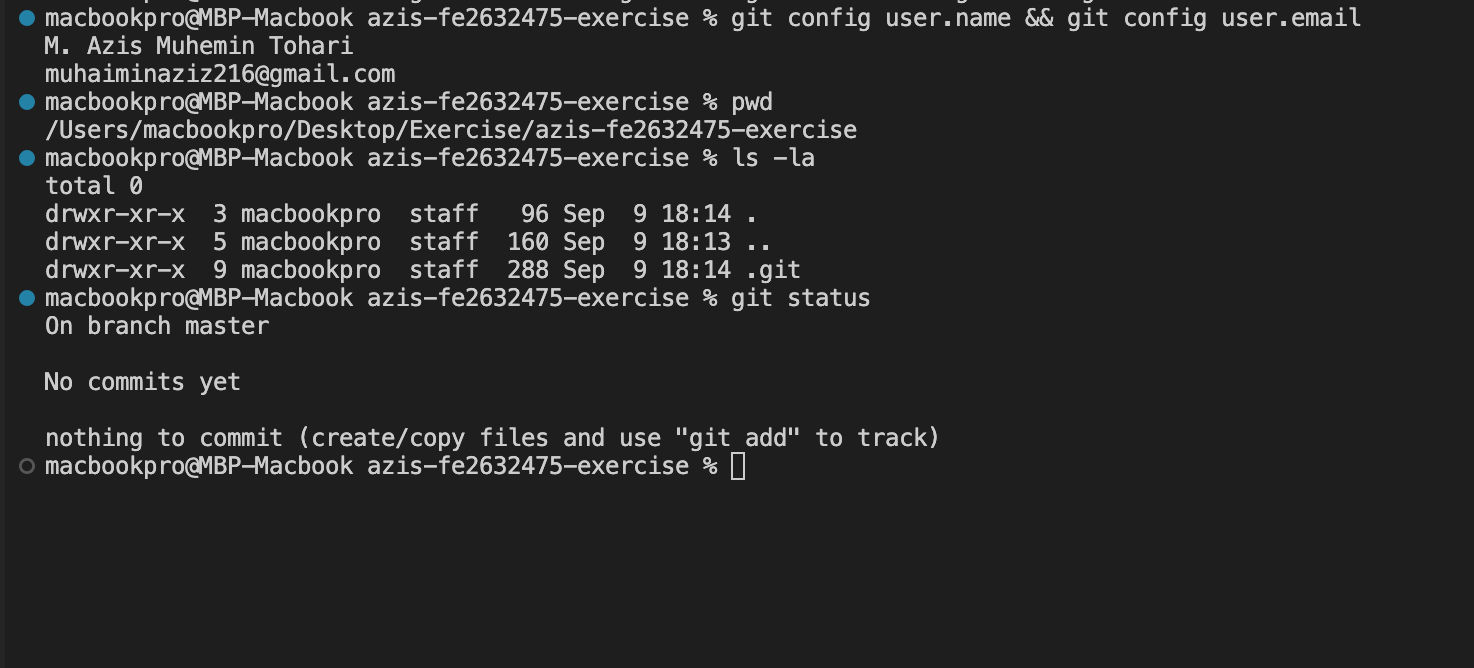 macbookpro@MBP-Macbook azis-fe2632475-exercise % git config user.name && git config user.email
M. Azis Muhemin Tohari
muhaiminaziz216@gmail.com
macbookpro@MBP-Macbook azis-fe2632475-exercise % pwd
/Users/macbookpro/Desktop/Exercise/azis-fe2632475-exercise
macbookpro@MBP-Macbook azis-fe2632475-exercise % ls -la
total 0
drwxr-xr-x  3 macbookpro  staff   96 Sep  9 18:14 .
drwxr-xr-x  5 macbookpro  staff  160 Sep  9 18:13 ..
drwxr-xr-x  9 macbookpro  staff  288 Sep  9 18:14 .git
macbookpro@MBP-Macbook azis-fe2632475-exercise % git status
On branch master
No commits yet
nothing to commit (create/copy files and use "git add" to track)
macbookpro@MBP-Macbook azis-fe2632475-exercise %